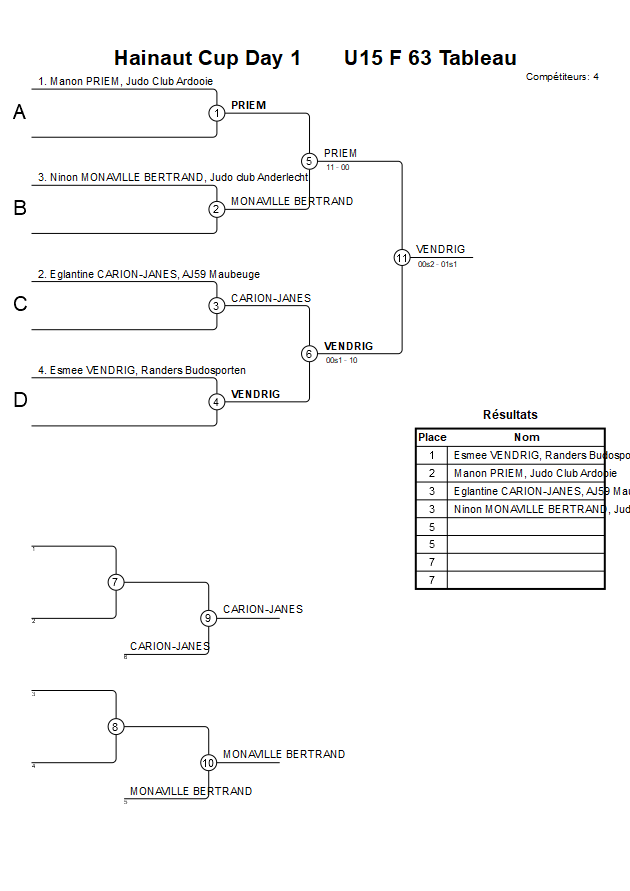 Hainaut Cup Day 1 U15 F 63 Tableau
Compétiteurs: 4
1. Manon PRIEM, Judo Club Ardooie
A
1
PRIEM
5
PRIEM
11 - 00
3. Ninon MONAVILLE BERTRAND, Judo club Anderlecht
B
2
MONAVILLE BERTRAND
11
VENDRIG
00s2 - 01s1
2. Eglantine CARION-JANES, AJ59 Maubeuge
C
3
CARION-JANES
6
VENDRIG
00s1 - 10
4. Esmee VENDRIG, Randers Budosporten
D
4
VENDRIG
Résultats
Place Nom
1 Esmee VENDRIG, Randers Budospo
2 Manon PRIEM, Judo Club Ardooie
3 Eglantine CARION-JANES, AJ59 Mau
3 Ninon MONAVILLE BERTRAND, Jud
5
5
7
7
1
7
2
9
CARION-JANES
CARION-JANES
6
3
8
4
10
MONAVILLE BERTRAND
MONAVILLE BERTRAND
5